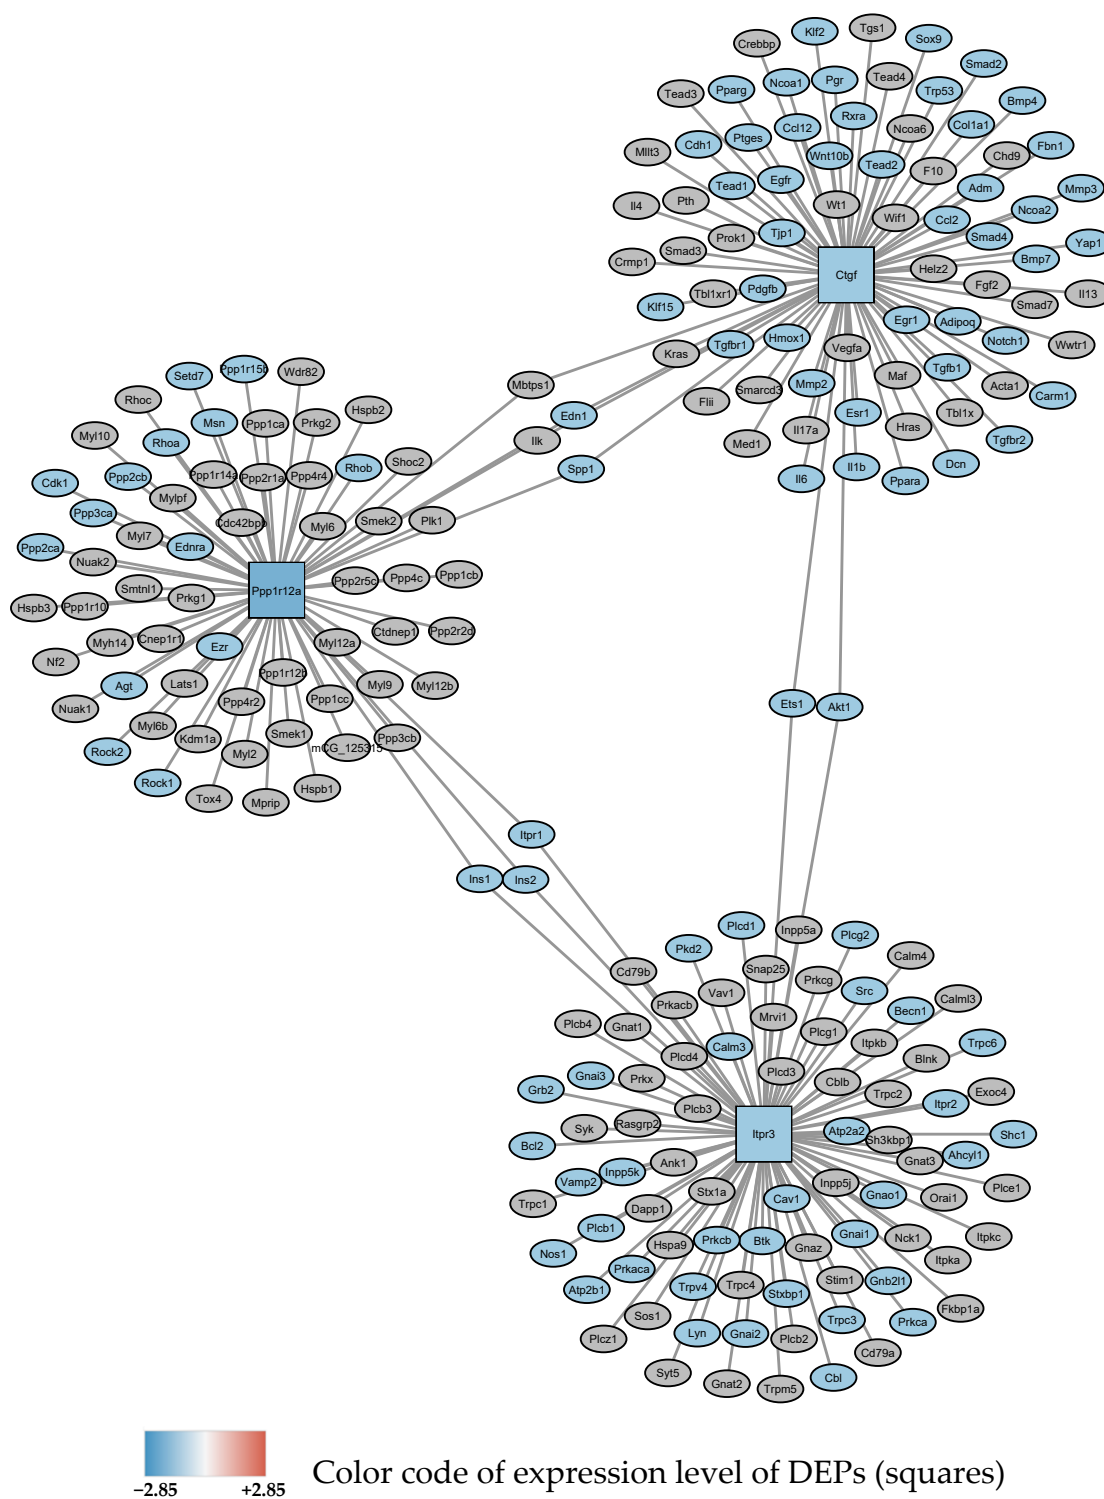 Tgs1
Klf2
Sox9
Crebbp
Smad2
Tead4
Ncoa1
Pgr
Trp53
Pparg
Tead3
Bmp4
Rxra
Col1a1
Ccl12
Ncoa6
Ptges
Cdh1
Fbn1
Mllt3
Wnt10b
Chd9
Tead2
F10
Egfr
Tead1
Adm
Mmp3
Pth
Il4
Wt1
Ncoa2
Wif1
Ccl2
Tjp1
Prok1
Smad4
Yap1
Smad3
Crmp1
Bmp7
Helz2
Ctgf
Fgf2
Pdgfb
Tbl1xr1
Il13
Klf15
Smad7
Egr1
Adipoq
Hmox1
Notch1
Tgfbr1
Wwtr1
Vegfa
Kras
Tgfb1
Maf
Mbtps1
Mmp2
Smarcd3
Acta1
Carm1
Flii
Esr1
Tbl1x
Edn1
Hras
Il17a
Tgfbr2
Ilk
Med1
Spp1
Il1b
Dcn
Il6
Ppara
Ppp1r15b
Wdr82
Setd7
Rhoc
Hspb2
Msn
Ppp1ca
Prkg2
Myl10
Rhoa
Shoc2
Rhob
Ppp1r14a
Ppp2r1a
Ppp4r4
Ppp2cb
Cdk1
Mylpf
Ppp3ca
Cdc42bpb
Myl6
Smek2
Plk1
Myl7
Ednra
Ppp2ca
Nuak2
Ppp2r5c
Ppp4c
Ppp1cb
Smtnl1
Ppp1r12a
Prkg1
Hspb3
Ppp1r10
Ctdnep1
Ppp2r2d
Cnep1r1
Myh14
Myl12a
Ezr
Nf2
Ppp1r12b
Agt
Lats1
Myl9
Myl12b
Ppp4r2
Ppp1cc
Nuak1
Ets1
Akt1
Myl6b
Smek1
Kdm1a
Ppp3cb
Rock2
Myl2
mCG_125315
Rock1
Hspb1
Tox4
Mprip
Itpr1
Ins1
Ins2
Plcd1
Inpp5a
Plcg2
Pkd2
Calm4
Cd79b
Snap25
Prkcg
Vav1
Src
Calml3
Prkacb
Becn1
Mrvi1
Plcb4
Gnat1
Plcg1
Itpkb
Trpc6
Calm3
Plcd4
Blnk
Plcd3
Gnai3
Prkx
Cblb
Grb2
Trpc2
Exoc4
Itpr2
Plcb3
Rasgrp2
Syk
Atp2a2
Itpr3
Shc1
Sh3kbp1
Bcl2
Ahcyl1
Gnat3
Ank1
Inpp5k
Vamp2
Inpp5j
Plce1
Stx1a
Gnao1
Cav1
Orai1
Trpc1
Dapp1
Plcb1
Gnai1
Itpkc
Hspa9
Prkcb
Btk
Gnaz
Nck1
Nos1
Itpka
Prkaca
Stim1
Gnb2l1
Trpv4
Trpc4
Stxbp1
Atp2b1
Fkbp1a
Sos1
Trpc3
Prkca
Lyn
Gnai2
Plcb2
Plcz1
Cd79a
Syt5
Cbl
Gnat2
Trpm5
−2.85
+2.85
Color code of expression level of DEPs (squares)